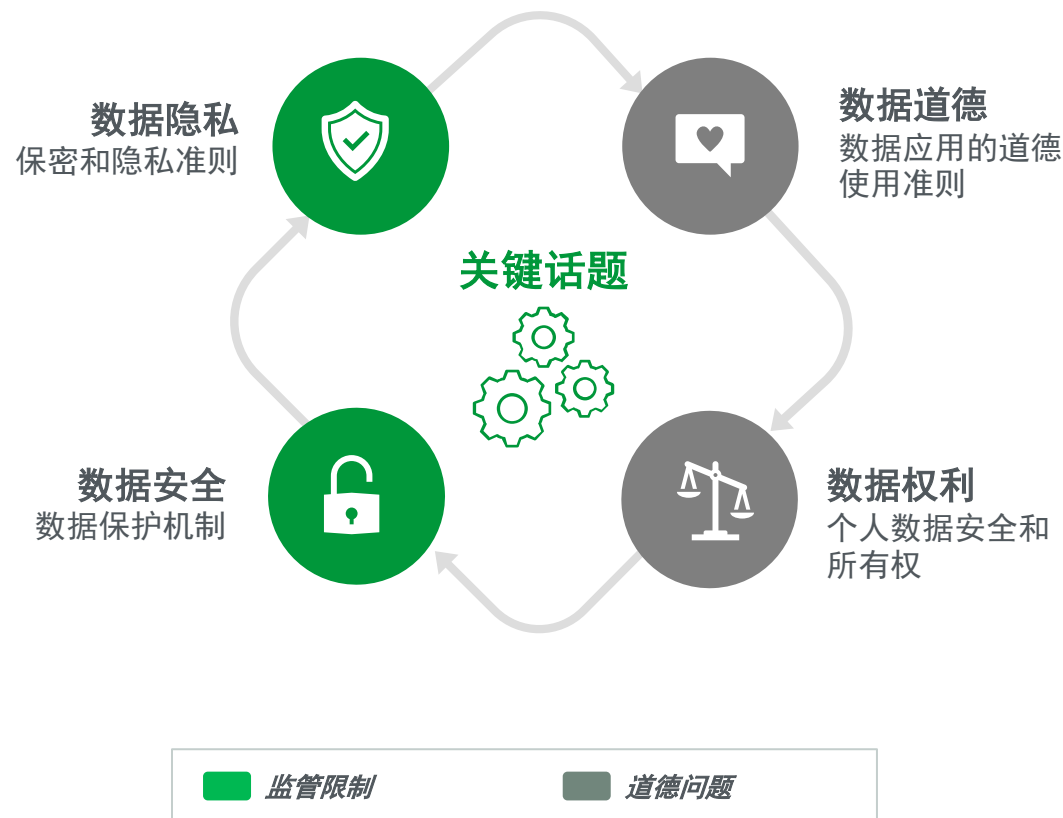 数据隐私
保密和隐私准则
数据道德
数据应用的道德
使用准则
关键话题
数据安全
数据保护机制
数据权利
个人数据安全和
所有权
监管限制
道德问题